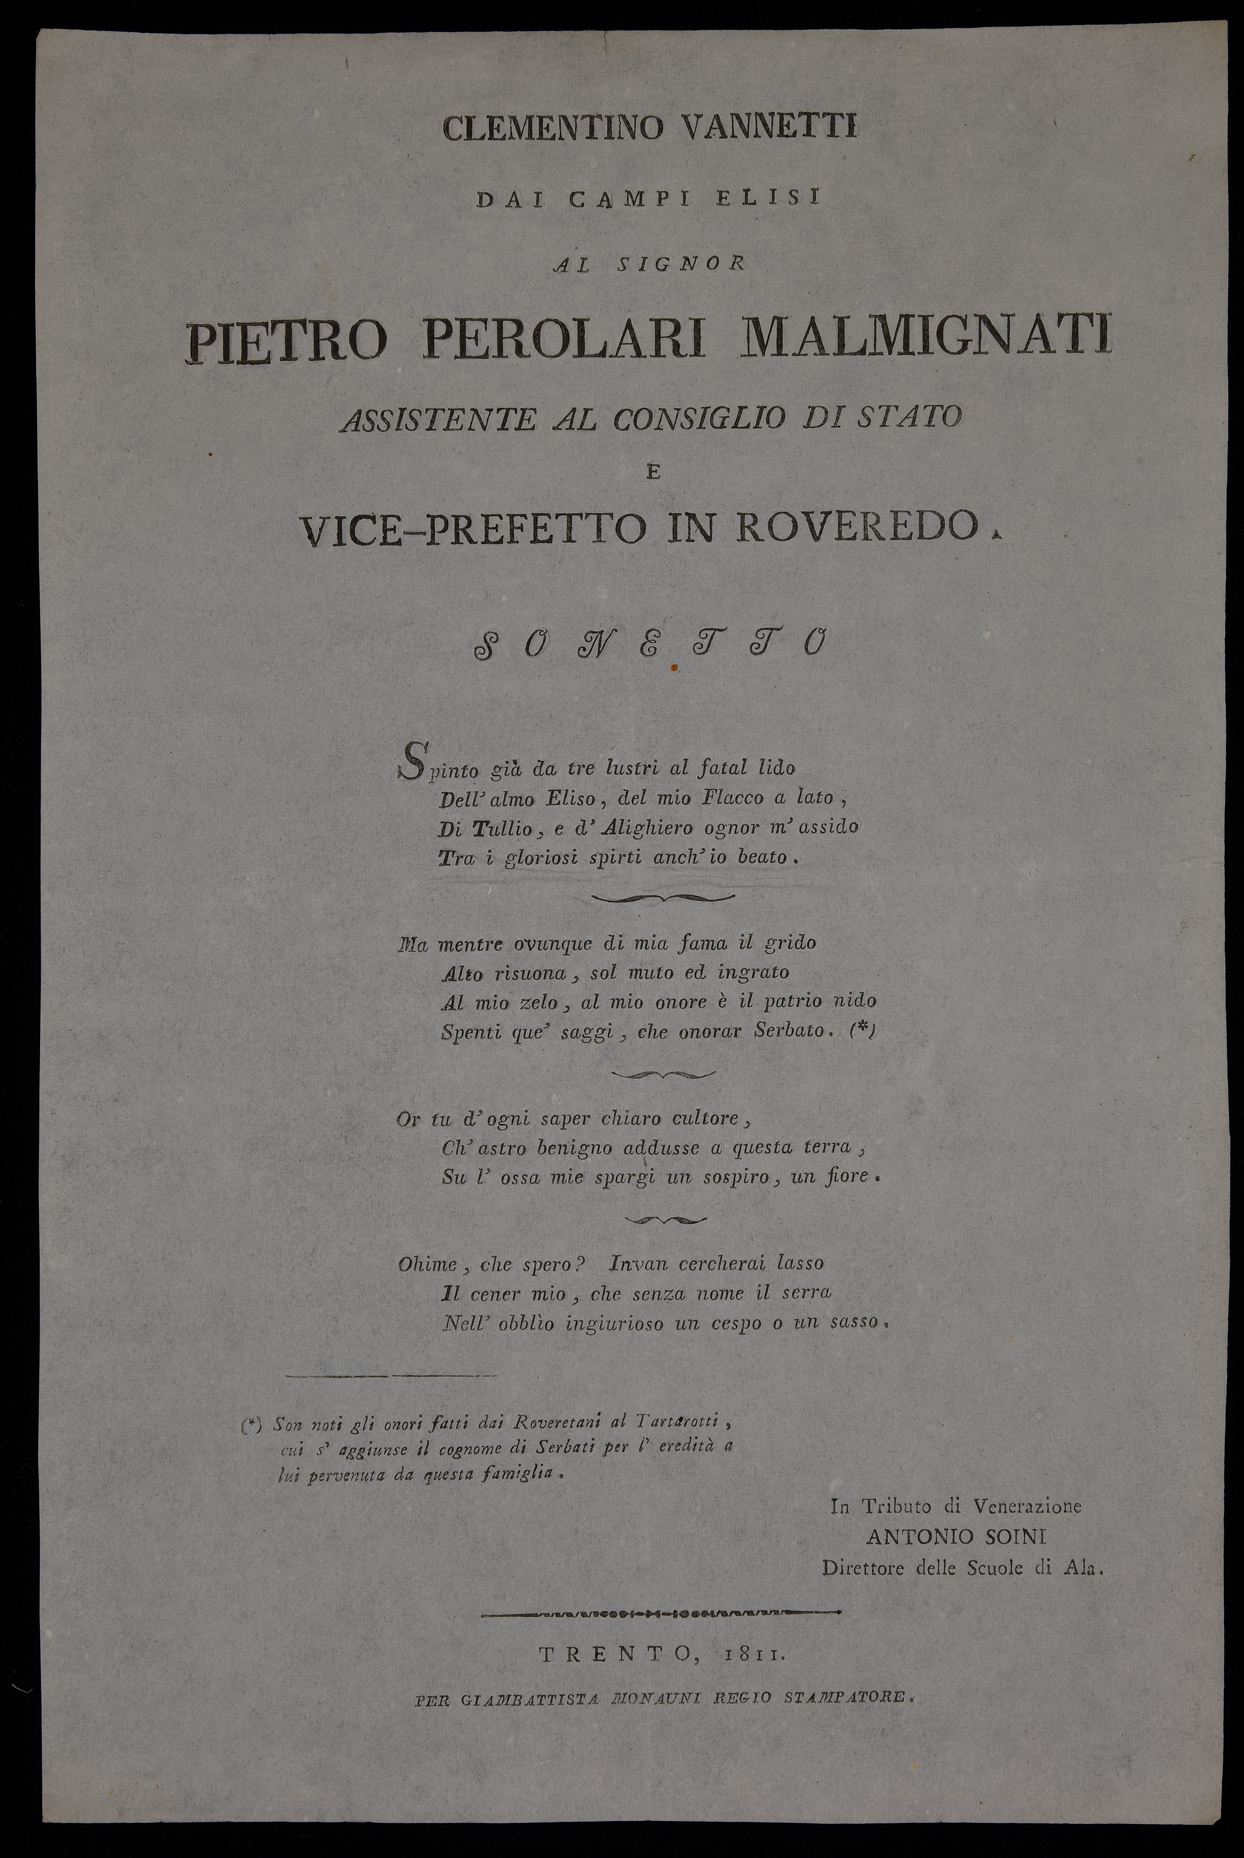 CLEMENTINO VANNETTI
DAI CAMPI ELISI
AL SIGNOR
PIETRO PEROLARI MALMIGNATI
ASSISTENTE AL CONSIGLIO DI STATO
E
VICE-PREFETTO IN ROVEREDO.
SONETTO
Spinto già da tre lustri al fatal lido
Dell' almo Eliso, del mio Flacco a lato,
Di Tullio, e d' Alighiero ognor m' assido
Tra i gloriosi spirti anch' io beato.
Ma mentre ovunque di mia fama il grido
Alto risuona, sol muto ed ingrato
Al mio zelo, al mio onore è il patrio nido
Spenti que' saggi, che onorar Serbato. (*)
Or tu d' ogni saper chiaro cultore,
Ch' astro benigno addusse a questa terra,
Su l' ossa mie spargi un sospiro, un fiore.
Ohime, che spero? Invan cercherai lasso
Il cener mio, che senza nome il serra
Nell' obblìo ingiurioso un cespo o un sasso.
(*) Son noti gli onori fatti dai Roveretani al Tartarotti,
cui s' aggiunse il cognome di Serbati per l' eredità a
lui pervenuta da questa famiglia.
In Tributo di Venerazione
ANTONIO SOINI
Direttore delle Scuole di Ala.
TRENTO, 1811.
PER GIAMBATTISTA MONAUNI REGIO STAMPATORE.